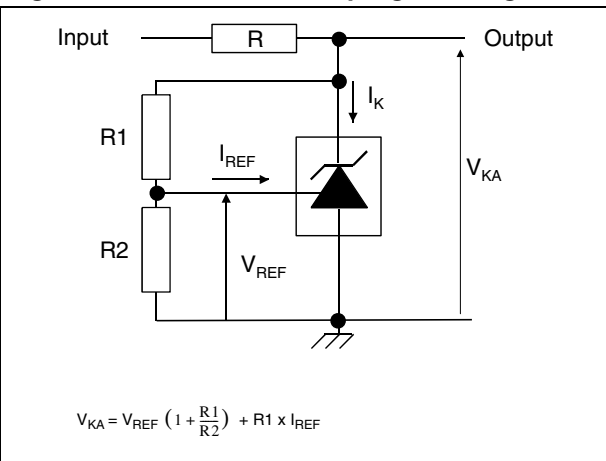 Input
R
Output
I_K
R1
I_REF
V_KA
R2
V_REF
V_KA = V_REF (1 + R1/R2) + R1 x I_REF